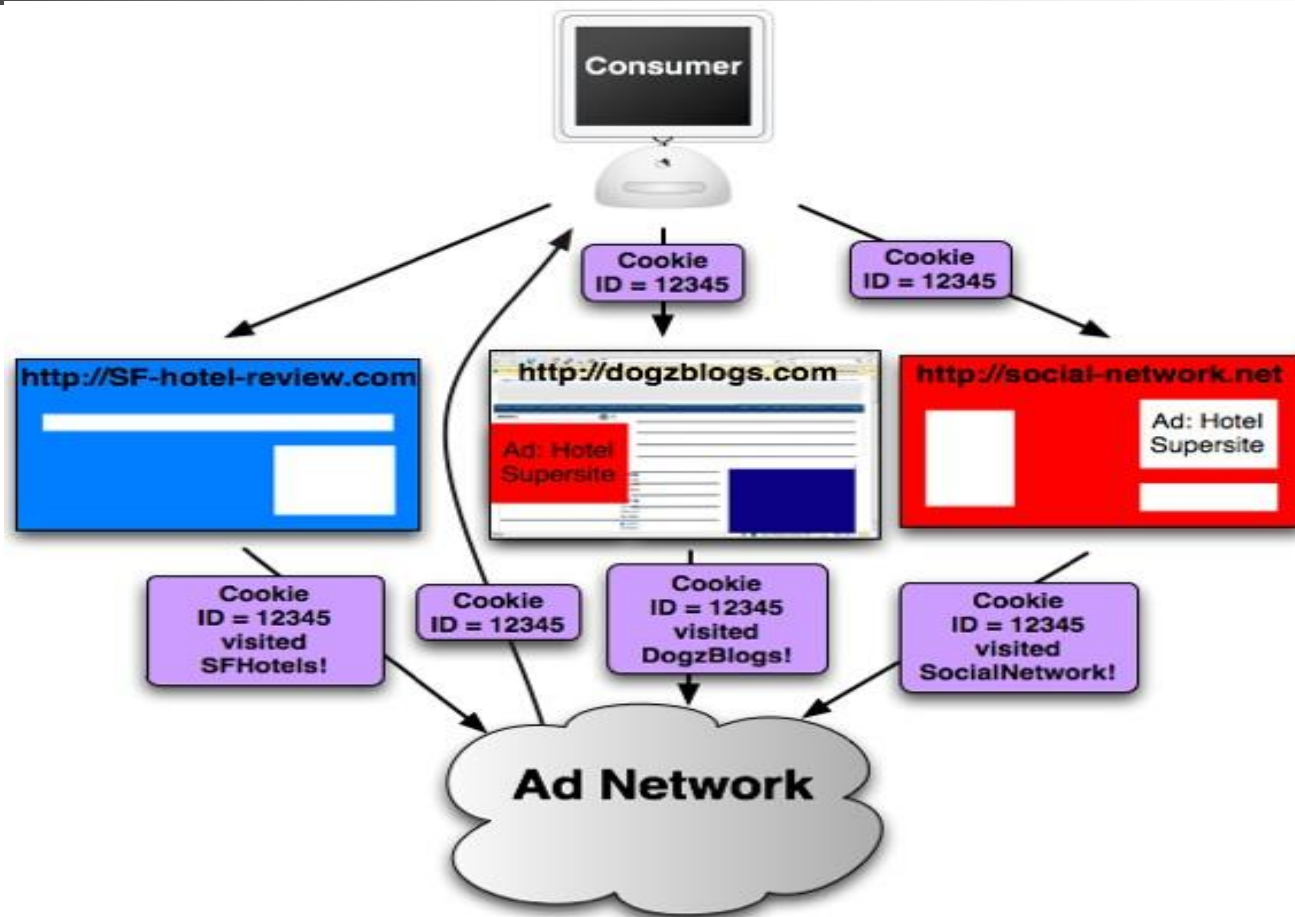 Consumer
Cookie
ID = 12345
Cookie
ID = 12345
http://SF-hotel-review.com
http://dogzblogs.com
http://social-network.net
Ad: Hotel
Supersite
Ad: Hotel
Supersite
Cookie
ID = 12345
visited
SFHotels!
Cookie
ID = 12345
Cookie
ID = 12345
visited
DogzBlogs!
Cookie
ID = 12345
visited
SocialNetwork!
Ad Network